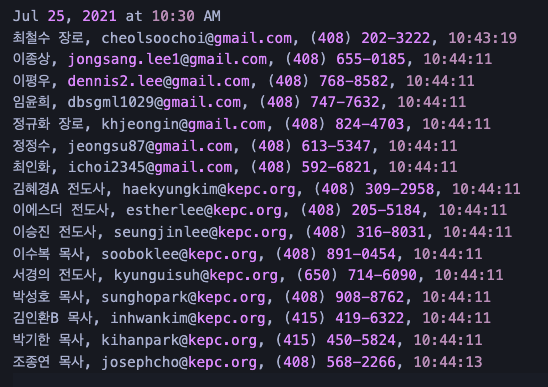 Jul 25, 2021 at 10:30 AM
최철수 장로, cheolsoochoi@gmail.com, (408) 202-3222, 10:43:19
이종상, jongsang.lee1@gmail.com, (408) 655-0185, 10:44:11
이평우, dennis2.lee@gmail.com, (408) 768-8582, 10:44:11
임윤희, dbsgml1029@gmail.com, (408) 747-7632, 10:44:11
정규화 장로, khjeongin@gmail.com, (408) 824-4703, 10:44:11
정정수, jeongsu87@gmail.com, (408) 613-5347, 10:44:11
최인화, ichoi2345@gmail.com, (408) 592-6821, 10:44:11
김혜경A 전도사, haekyungkim@kepc.org, (408) 309-2958, 10:44:11
이에스더 전도사, estherlee@kepc.org, (408) 205-5184, 10:44:11
이승진 전도사, seungjinlee@kepc.org, (408) 316-8031, 10:44:11
이수복 목사, sooboklee@kepc.org, (408) 891-0454, 10:44:11
서경의 전도사, kyunguisuh@kepc.org, (650) 714-6090, 10:44:11
박성호 목사, sunghopark@kepc.org, (408) 908-8762, 10:44:11
김인환B 목사, inhwankim@kepc.org, (415) 419-6322, 10:44:11
박기한 목사, kihanpark@kepc.org, (415) 450-5824, 10:44:11
조종연 목사, josephcho@kepc.org, (408) 568-2266, 10:44:13